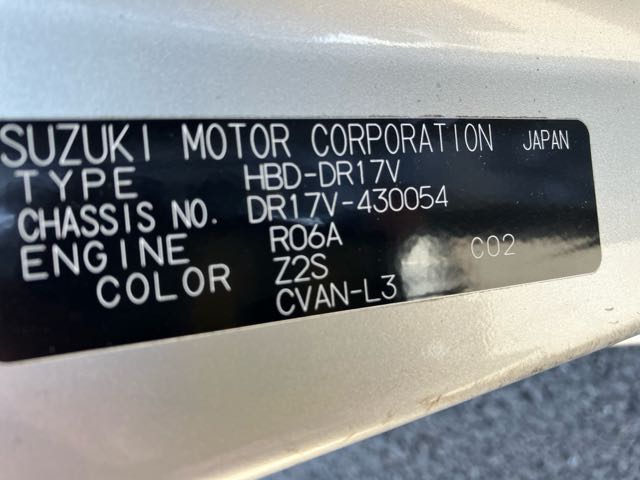 SUZUKI MOTOR CORPORATION JAPAN
TYPE HBD-DR17V
CHASSIS NO. DR17V-430054
ENGINE R06A C02
COLOR Z2S
CVAN-L3